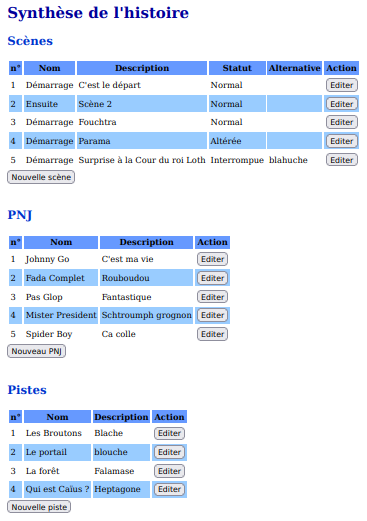 Synthèse de l'histoire
Scènes
n° Nom Description Statut Alternative Action
1 Démarrage C'est le départ Normal Editer
2 Ensuite Scène 2 Normal Editer
3 Démarrage Fouchtra Normal Editer
4 Démarrage Parama Altérée Editer
5 Démarrage Surprise à la Cour du roi Loth Interrompue blahuche Editer
Nouvelle scène
PNJ
n° Nom Description Action
1 Johnny Go C'est ma vie Editer
2 Fada Complet Rouboudou Editer
3 Pas Glop Fantastique Editer
4 Mister President Schtroumph grognon Editer
5 Spider Boy Ca colle Editer
Nouveau PNJ
Pistes
n° Nom Description Action
1 Les Broutons Blache Editer
2 Le portail blouche Editer
3 La forêt Falamase Editer
4 Qui est Caïus ? Heptagone Editer
Nouvelle piste